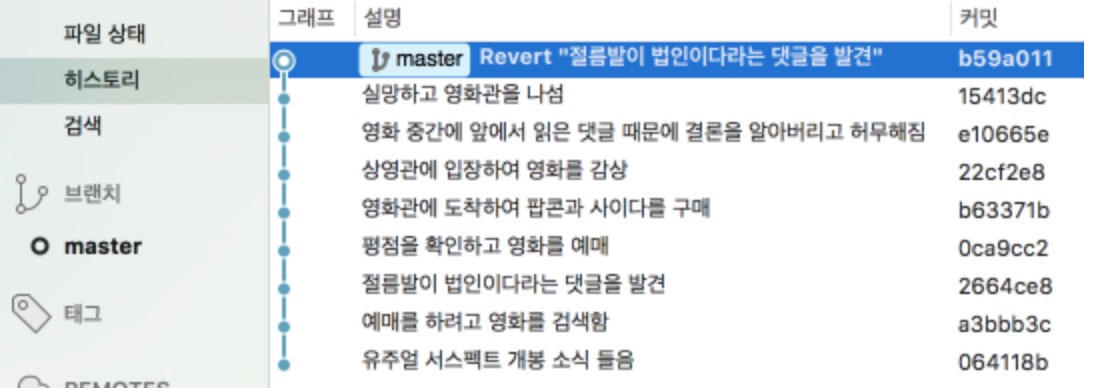 그래프 설명 커밋
파일 상태
히스토리
검색
브랜치
master
태그
REMOTES
master Revert "절름발이 법인이다라는 댓글을 발견" b59a011
실망하고 영화관을 나섬 15413dc
영화 중간에 앞에서 읽은 댓글 때문에 결론을 알아버리고 허무해짐 e10665e
상영관에 입장하여 영화를 감상 22cf2e8
영화관에 도착하여 팝콘과 사이다를 구매 b63371b
평점을 확인하고 영화를 예매 0ca9cc2
절름발이 법인이다라는 댓글을 발견 2664ce8
예매를 하려고 영화를 검색함 a3bbb3c
유주얼 서스펙트 개봉 소식 들음 064118b